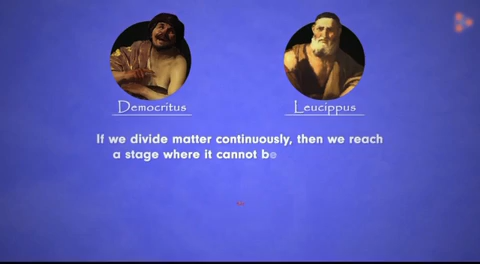 Democritus
Leucippus
If we divide matter continuously, then we reach
a stage where it cannot be